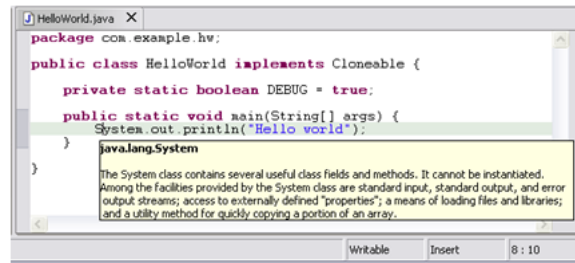 J HelloWorld.java X
package com.example.hw;
public class HelloWorld implements Cloneable {
private static boolean DEBUG = true;
public static void main(String[] args) {
System.out.println("Hello world");
}
}
java.lang.System
The System class contains several useful class fields and methods. It cannot be instantiated.
Among the facilities provided by the System class are standard input, standard output, and error
output streams; access to externally defined "properties"; a means of loading files and libraries;
and a utility method for quickly copying a portion of an array.
Writable Insert 8 : 10